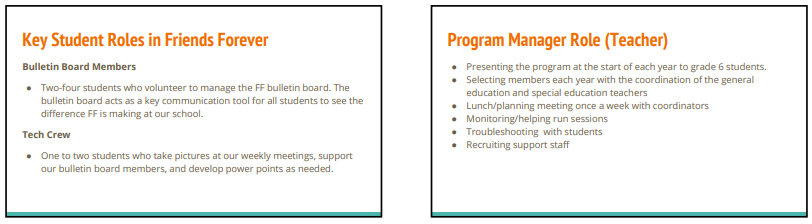 Key Student Roles in Friends Forever
Bulletin Board Members
● Two-four students who volunteer to manage the FF bulletin board. The
bulletin board acts as a key communication tool for all students to see the
difference FF is making at our school.
Tech Crew
● One to two students who take pictures at our weekly meetings, support
our bulletin board members, and develop power points as needed.
Program Manager Role (Teacher)
● Presenting the program at the start of each year to grade 6 students.
● Selecting members each year with the coordination of the general
education and special education teachers
● Lunch/planning meeting once a week with coordinators
● Monitoring/helping run sessions
● Troubleshooting with students
● Recruiting support staff